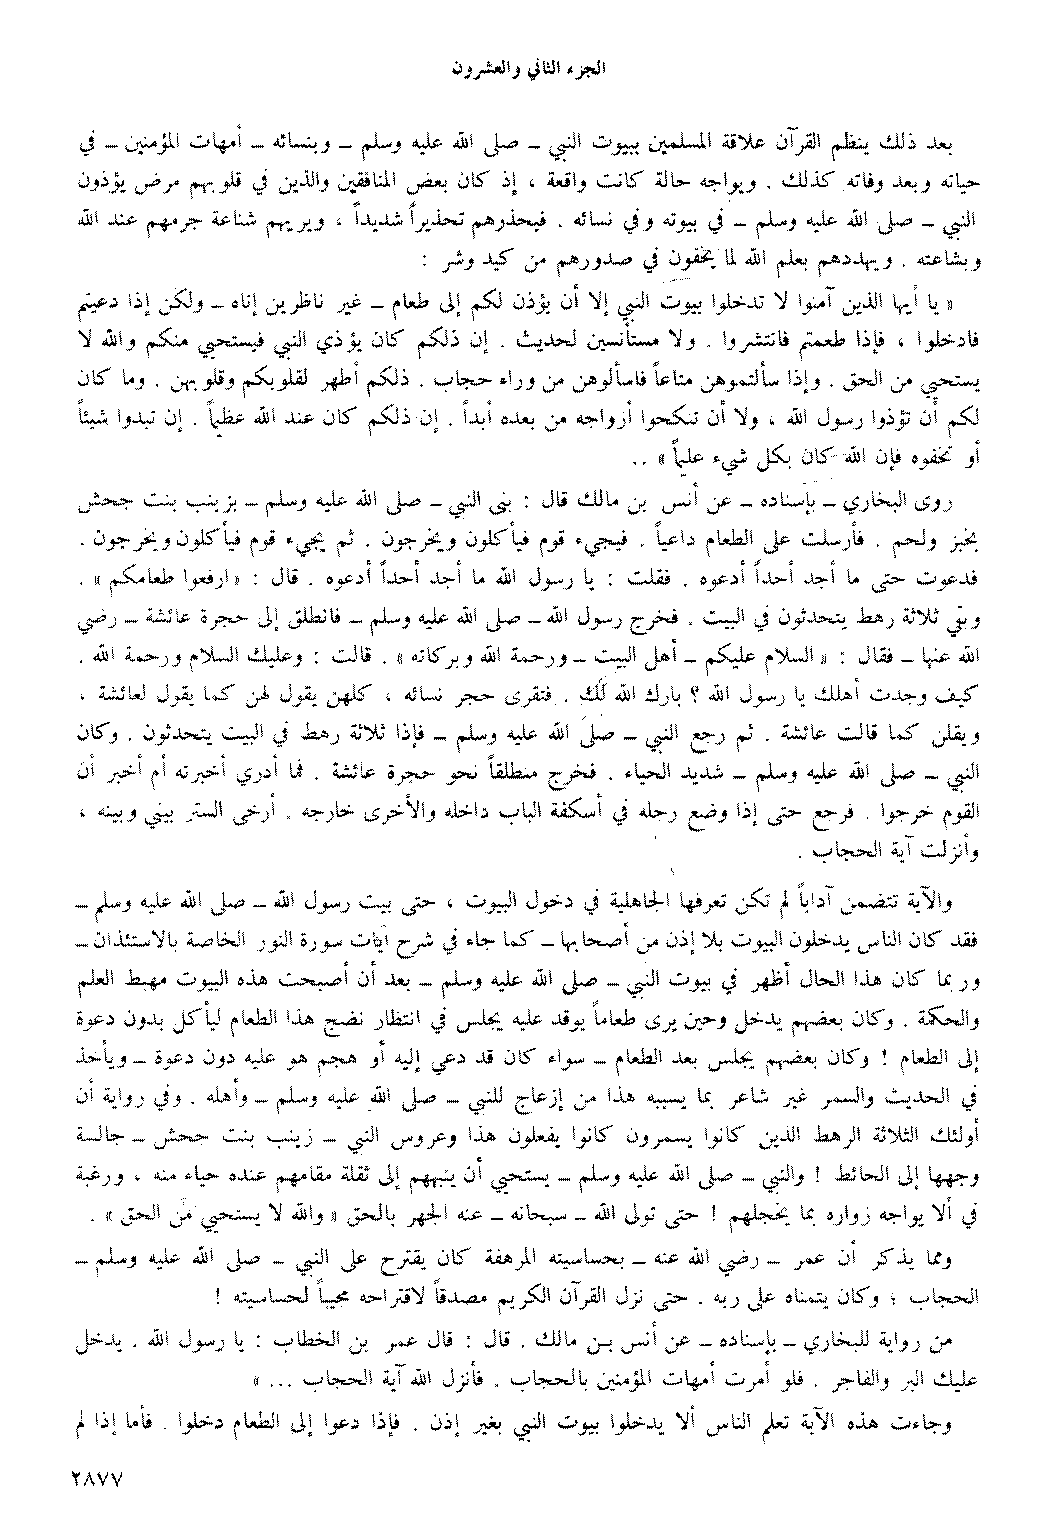 الجزء الثاني والعشرون
بعد ذلك ينظم القرآن علاقة المسلمين ببيوت النبي – صلى الله عليه وسلم – وبنسائه – أمهات المؤمنين – في
حياته وبعد وفاته كذلك . ويواجه حالة كانت واقعة ، إذ كان بعض المنافقين والذين في قلوبهم مرض يؤذون
النبي – صلى الله عليه وسلم – في بيوته وفي نسائه . فيحذرهم تحذيراً شديداً ، ويريهم شناعة جرمهم عند الله
وبشاعته . ويهددهم بعلم الله لما يخفون في صدورهم من كيد وشر :
« يا أيها الذين آمنوا لا تدخلوا بيوت النبي إلا أن يؤذن لكم إلى طعام – غير ناظرين إناه – ولكن إذا دعيتم
فادخلوا ، فإذا طعمتم فانتشروا . ولا مستأنسين لحديث . إن ذلكم كان يؤذي النبي فيستحيي منكم والله لا
يستحيي من الحق . وإذا سألتموهن متاعاً فاسألوهن من وراء حجاب . ذلكم أطهر لقلوبكم وقلوبهن . وما كان
لكم أن تؤذوا رسول الله ، ولا أن تنكحوا أزواجه من بعده أبداً . إن ذلكم كان عند الله عظيماً . إن تبدوا شيئاً
أو تخفوه فإن الله كان بكل شيء عليماً » ..
روى البخاري – بإسناده – عن أنس بن مالك قال : بنى النبي – صلى الله عليه وسلم – بزينب بنت جحش
بخبز ولحم . فأرسلت على الطعام داعياً . فيجيء قوم فيأكلون ويخرجون . ثم يجيء قوم فيأكلون ويخرجون .
فدعوت حتى ما أجد أحداً أدعوه . فقلت : يا رسول الله ما أجد أحداً أدعوه . قال : « ارفعوا طعامكم » .
وبقي ثلاثة رهط يتحدثون في البيت . فخرج رسول الله – صلى الله عليه وسلم – فانطلق إلى حجرة عائشة – رضي
الله عنها – فقال : « السلام عليكم – أهل البيت – ورحمة الله وبركاته » . قالت : وعليك السلام ورحمة الله .
كيف وجدت أهلك يا رسول الله ؟ بارك الله لك . فتقرى حجر نسائه ، كلهن يقول لهن كما يقول لعائشة ،
ويقلن كما قالت عائشة . ثم رجع النبي – صلى الله عليه وسلم – فإذا ثلاثة رهط في البيت يتحدثون . وكان
النبي – صلى الله عليه وسلم – شديد الحياء . فخرج منطلقاً نحو حجرة عائشة . فما أدري أخبرته أم أخبر أن
القوم خرجوا . فرجع حتى إذا وضع رجله في أسكفة الباب داخله والأخرى خارجه . أرخى الستر بيني وبينه ،
وأنزلت آية الحجاب .
والآية تتضمن آداباً لم تكن تعرفها الجاهلية في دخول البيوت ، حتى بيت رسول الله – صلى الله عليه وسلم –
فقد كان الناس يدخلون البيوت بلا إذن من أصحابها – كما جاء في شرح آيات سورة النور الخاصة بالاستئذان –
وربما كان هذا الحال أظهر في بيوت النبي – صلى الله عليه وسلم – بعد أن أصبحت هذه البيوت مهبط العلم
والحكمة . وكان بعضهم يدخل وحين يرى طعاماً يوقد عليه يجلس في انتظار نضج هذا الطعام ليأكل بدون دعوة
إلى الطعام ! وكان بعضهم يجلس بعد الطعام – سواء كان قد دعي إليه أو هجم هو عليه دون دعوة – ويأخذ
في الحديث والسمر غير شاعر بما يسببه هذا من إزعاج للنبي – صلى الله عليه وسلم – وأهله . وفي رواية أن
أولئك الثلاثة الرهط الذين كانوا يسمرون كانوا يفعلون هذا وعروس النبي – زينب بنت جحش – جالسة
وجهها إلى الحائط ! والنبي – صلى الله عليه وسلم – يستحيي أن ينبههم إلى ثقلة مقامهم عنده حياء منه ، ورغبة
في ألا يواجه زواره بما يخجلهم ! حتى تولى الله – سبحانه – عنه الجهر بالحق « والله لا يستحيي من الحق » .
ومما يذكر أن عمر – رضي الله عنه – بحساسيته المرهفة كان يقترح على النبي – صلى الله عليه وسلم –
الحجاب ؛ وكان يتمناه على ربه . حتى نزل القرآن الكريم مصدقاً لاقتراحه مجيباً لحساسيته !
من رواية للبخاري – بإسناده – عن أنس بن مالك . قال : قال عمر بن الخطاب : يا رسول الله . يدخل
عليك البر والفاجر . فلو أمرت أمهات المؤمنين بالحجاب . فأنزل الله آية الحجاب ... »
وجاءت هذه الآية تعلم الناس ألا يدخلوا بيوت النبي بغير إذن . فإذا دعوا إلى الطعام دخلوا . فأما إذا لم
٢٨٧٧